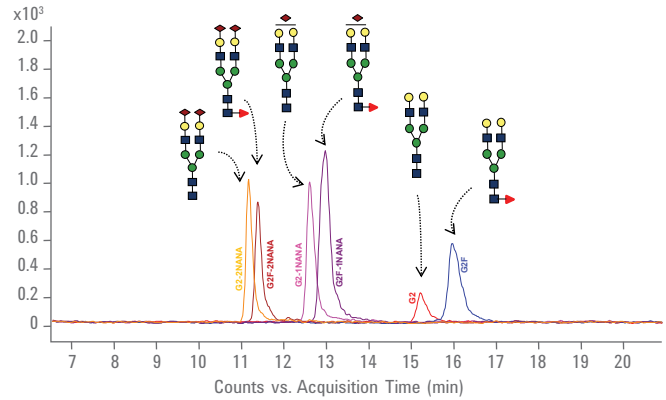 x10³
2.0
1.8
1.6
1.4
1.2
1.0
0.8
0.6
0.4
0.2
0
G2-2NANA
G2F-2NANA
G2-1NANA
G2F-1NANA
G2
G2F
7 8 9 10 11 12 13 14 15 16 17 18 19 20
Counts vs. Acquisition Time (min)